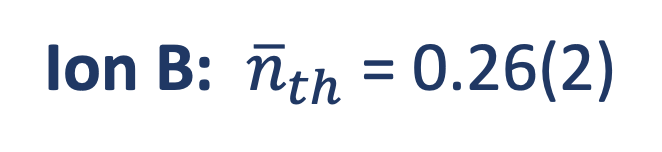 Ion B: n̅ₜₕ = 0.26(2)